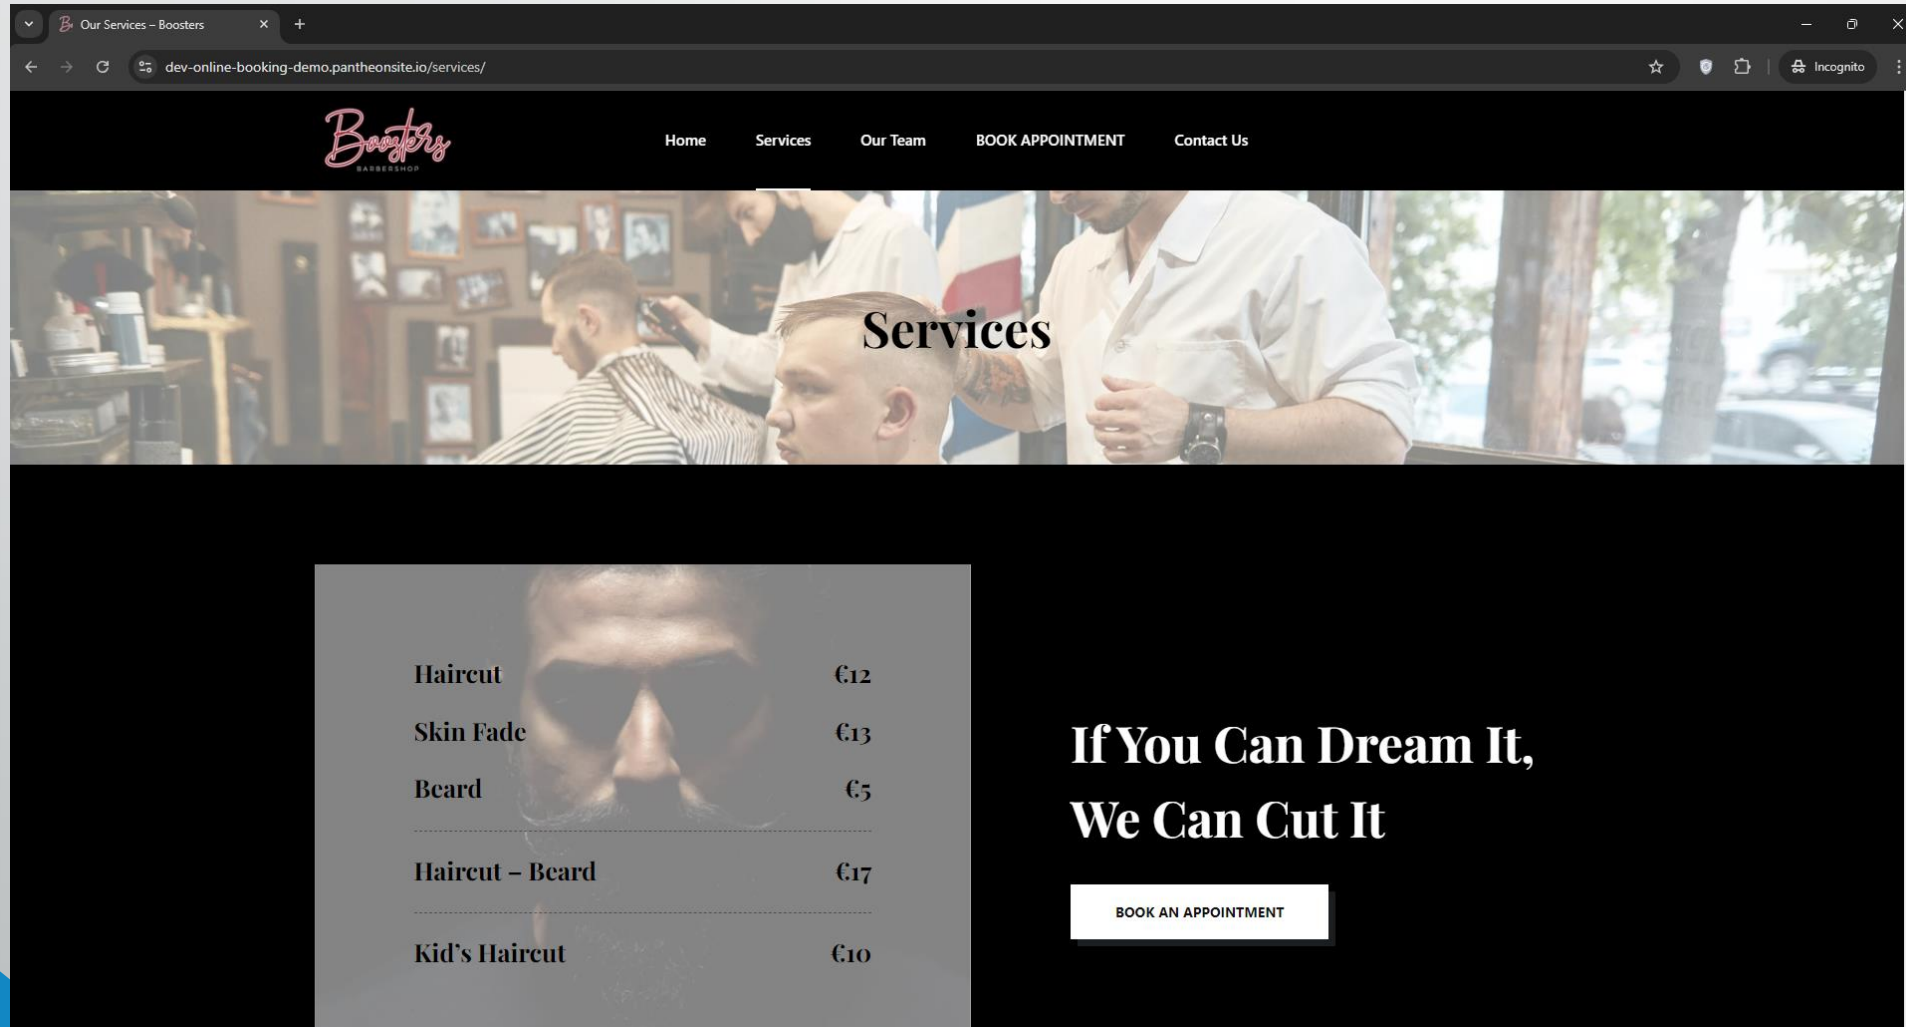 Our Services – Boosters
dev-online-booking-demo.pantheonsite.io/services/
Incognito
Boosters
BARBERSHOP
Home
Services
Our Team
BOOK APPOINTMENT
Contact Us
Services
Haircut €12
Skin Fade €13
Beard €5
Haircut – Beard €17
Kid's Haircut €10
If You Can Dream It,
We Can Cut It
BOOK AN APPOINTMENT